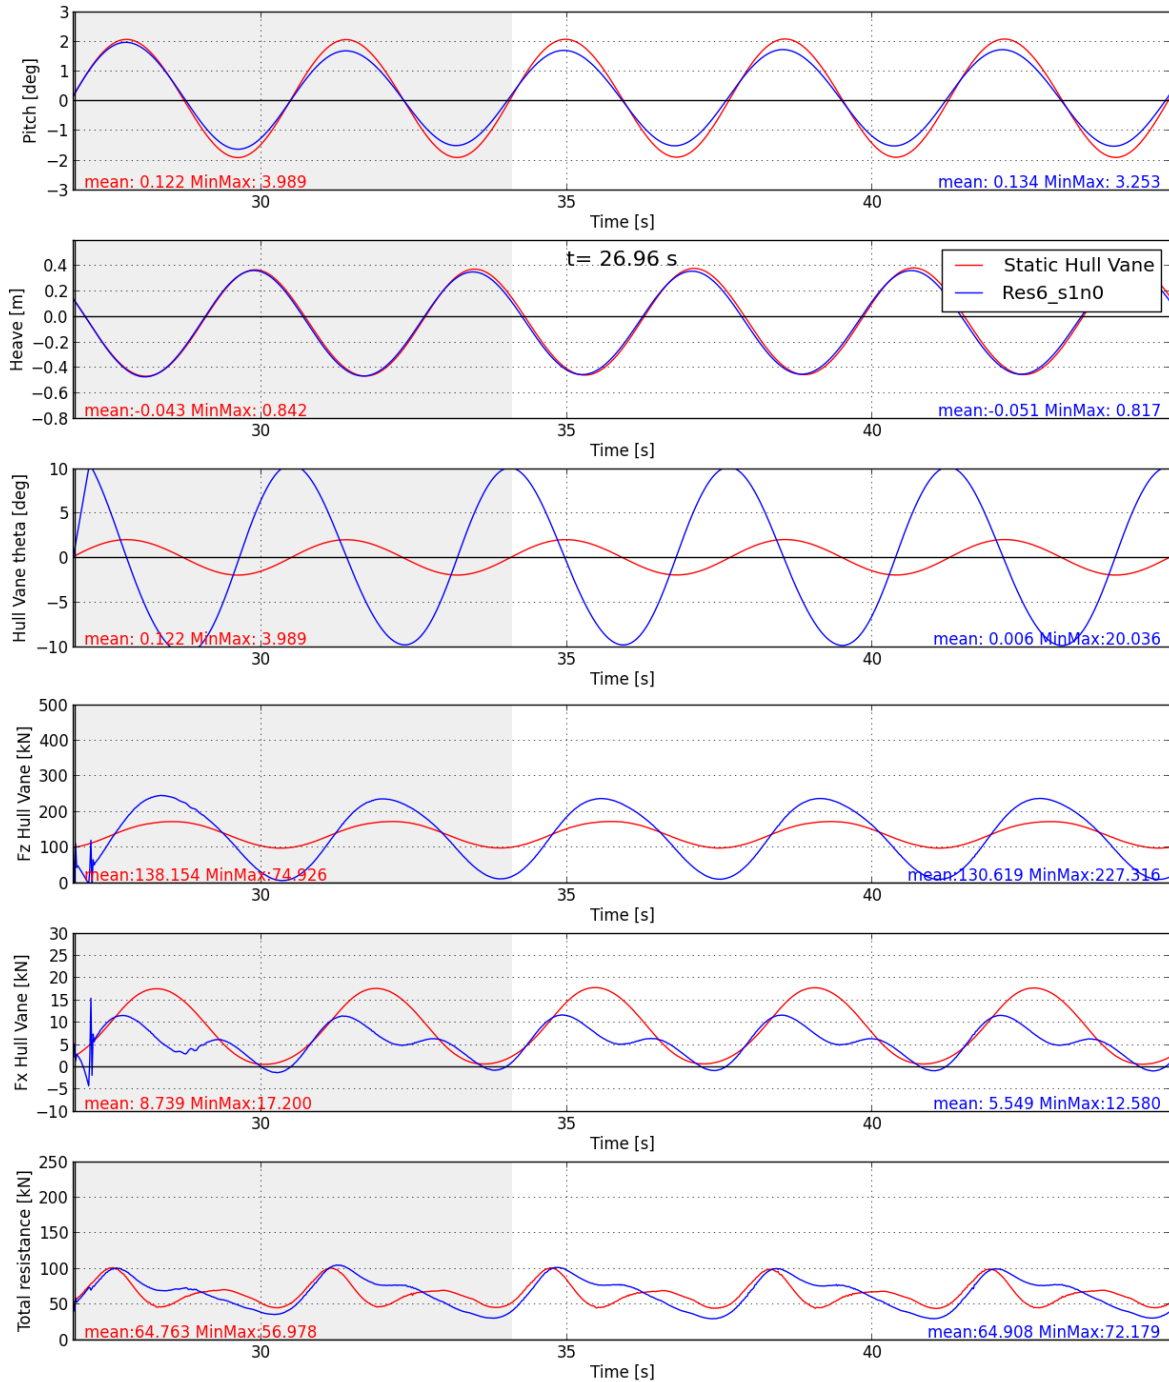 3
2
1
0
−1
−2
−3
Pitch [deg]
mean: 0.122 MinMax: 3.989
mean: 0.134 MinMax: 3.253
30 35 40
Time [s]
0.4
0.2
0.0
−0.2
−0.4
−0.6
−0.8
Heave [m]
t= 26.96 s
Static Hull Vane
Res6_s1n0
mean:-0.043 MinMax: 0.842
mean:-0.051 MinMax: 0.817
30 35 40
Time [s]
10
5
0
−5
−10
Hull Vane theta [deg]
mean: 0.122 MinMax: 3.989
mean: 0.006 MinMax:20.036
30 35 40
Time [s]
500
400
300
200
100
0
Fz Hull Vane [kN]
mean:138.154 MinMax:74.926
mean:130.619 MinMax:227.316
30 35 40
Time [s]
30
25
20
15
10
5
0
−5
−10
Fx Hull Vane [kN]
mean: 8.739 MinMax:17.200
mean: 5.549 MinMax:12.580
30 35 40
Time [s]
250
200
150
100
50
0
Total resistance [kN]
mean:64.763 MinMax:56.978
mean:64.908 MinMax:72.179
30 35 40
Time [s]